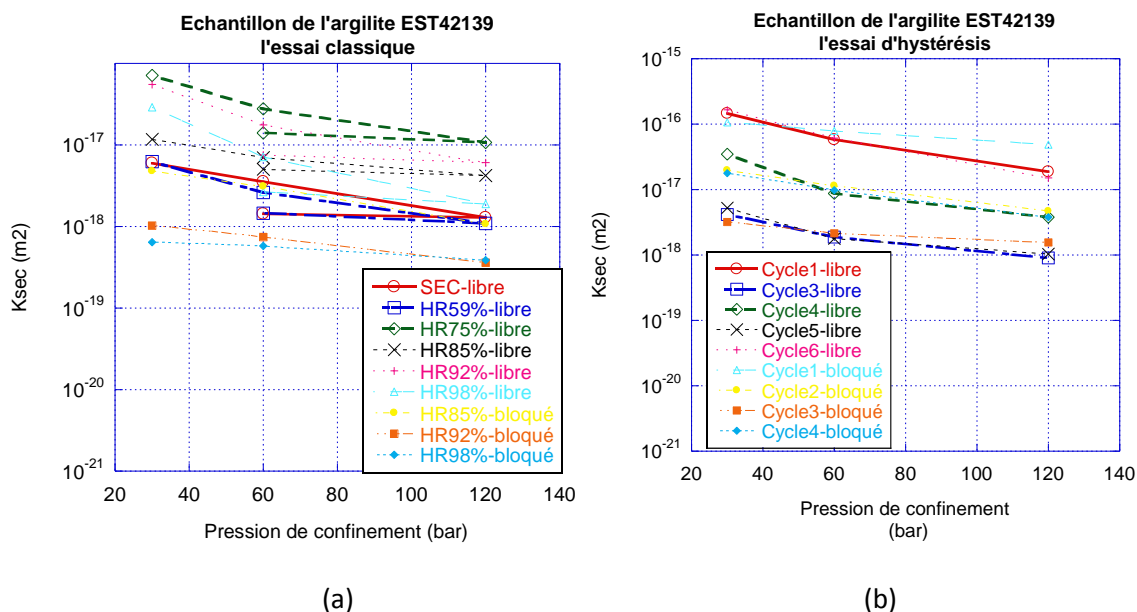 Echantillon de l'argilite EST42139
l'essai classique
10^-17
10^-18
10^-19
10^-20
10^-21
Ksec (m2)
20 40 60 80 100 120 140
Pression de confinement (bar)
SEC-libre
HR59%-libre
HR75%-libre
HR85%-libre
HR92%-libre
HR98%-libre
HR85%-bloqué
HR92%-bloqué
HR98%-bloqué
(a)
Echantillon de l'argilite EST42139
l'essai d'hystérésis
10^-15
10^-16
10^-17
10^-18
10^-19
10^-20
10^-21
Ksec (m2)
20 40 60 80 100 120 140
Pression de confinement
(bar)
Cycle1-libre
Cycle3-libre
Cycle4-libre
Cycle5-libre
Cycle6-libre
Cycle1-bloqué
Cycle2-bloqué
Cycle3-bloqué
Cycle4-bloqué
(b)